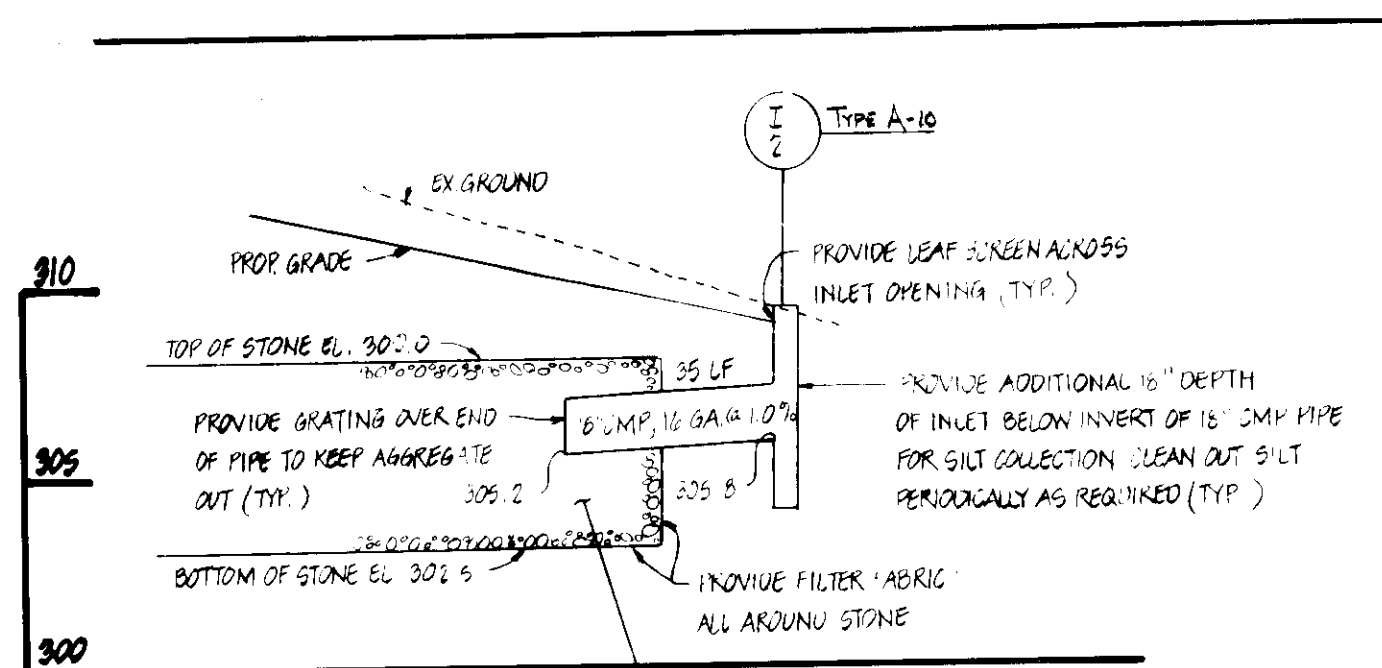 I
2
TYPE A-10
EX. GROUND
PROP. GRADE
310
PROVIDE LEAF SCREEN ACROSS
INLET OPENING (TYP.)
TOP OF STONE EL.
35 LF
PROVIDE GRATING OVER END
OF PIPE TO KEEP AGGREGATE
OUT (TYP.)
CMP, 16 GA. @ 1.0%
PROVIDE ADDITIONAL 18" DEPTH
OF INLET BELOW INVERT OF 18" CMP PIPE
FOR SILT COLLECTION CLEAN OUT SILT
PERIODICALLY AS REQUIRED (TYP)
305
305.2
305 8
BOTTOM OF STONE EL 302 5
PROVIDE FILTER FABRIC
ALL AROUND STONE
300